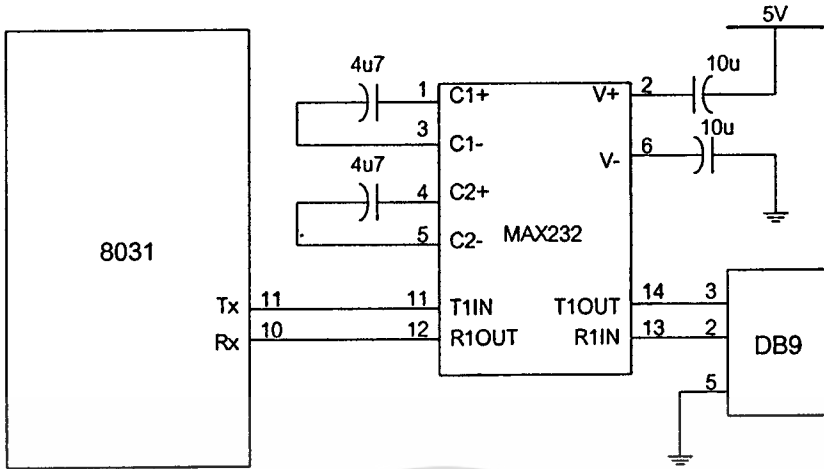 5V
4u7
10u
1
C1+
V+
2
3
C1-
10u
4u7
6
V-
4
C2+
5
C2-
MAX232
8031
Tx
11
11
T1IN
T1OUT
14
3
Rx
10
12
R1OUT
R1IN
13
2
DB9
5